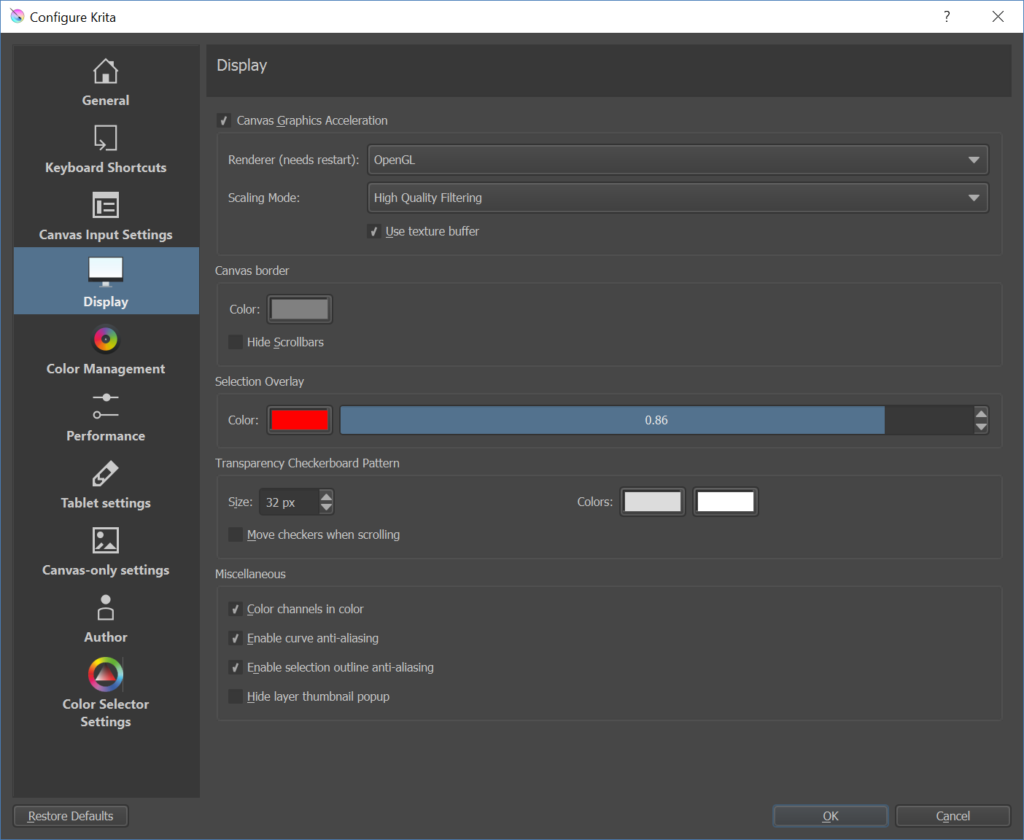 Configure Krita
?
General
Keyboard Shortcuts
Canvas Input Settings
Display
Color Management
Performance
Tablet settings
Canvas-only settings
Author
Color Selector
Settings
Display
Canvas Graphics Acceleration
Renderer (needs restart): OpenGL
Scaling Mode: High Quality Filtering
Use texture buffer
Canvas border
Color:
Hide Scrollbars
Selection Overlay
Color: 0.86
Transparency Checkerboard Pattern
Size: 32 px Colors:
Move checkers when scrolling
Miscellaneous
Color channels in color
Enable curve anti-aliasing
Enable selection outline anti-aliasing
Hide layer thumbnail popup
Restore Defaults OK Cancel